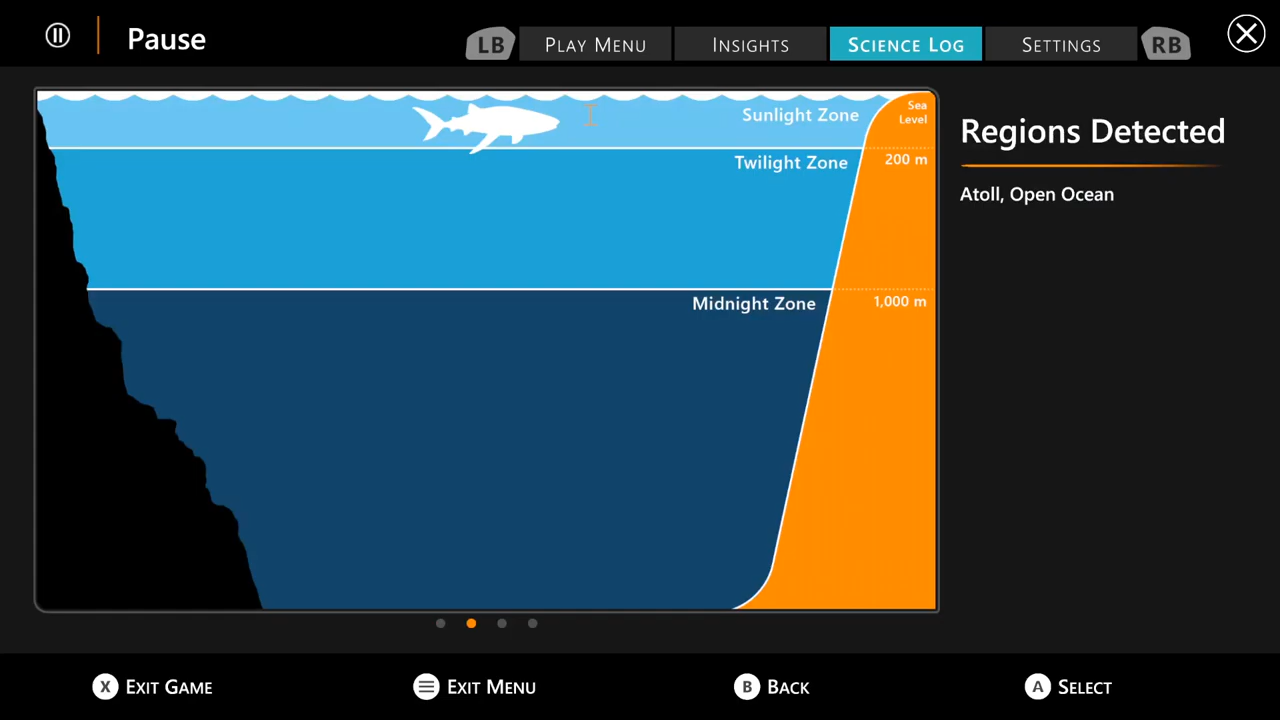 Pause
LB
PLAY MENU
INSIGHTS
SCIENCE LOG
SETTINGS
RB
Sunlight Zone
Sea
Level
Twilight Zone
200 m
Midnight Zone
1,000 m
Regions Detected
Atoll, Open Ocean
X EXIT GAME
EXIT MENU
B BACK
A SELECT